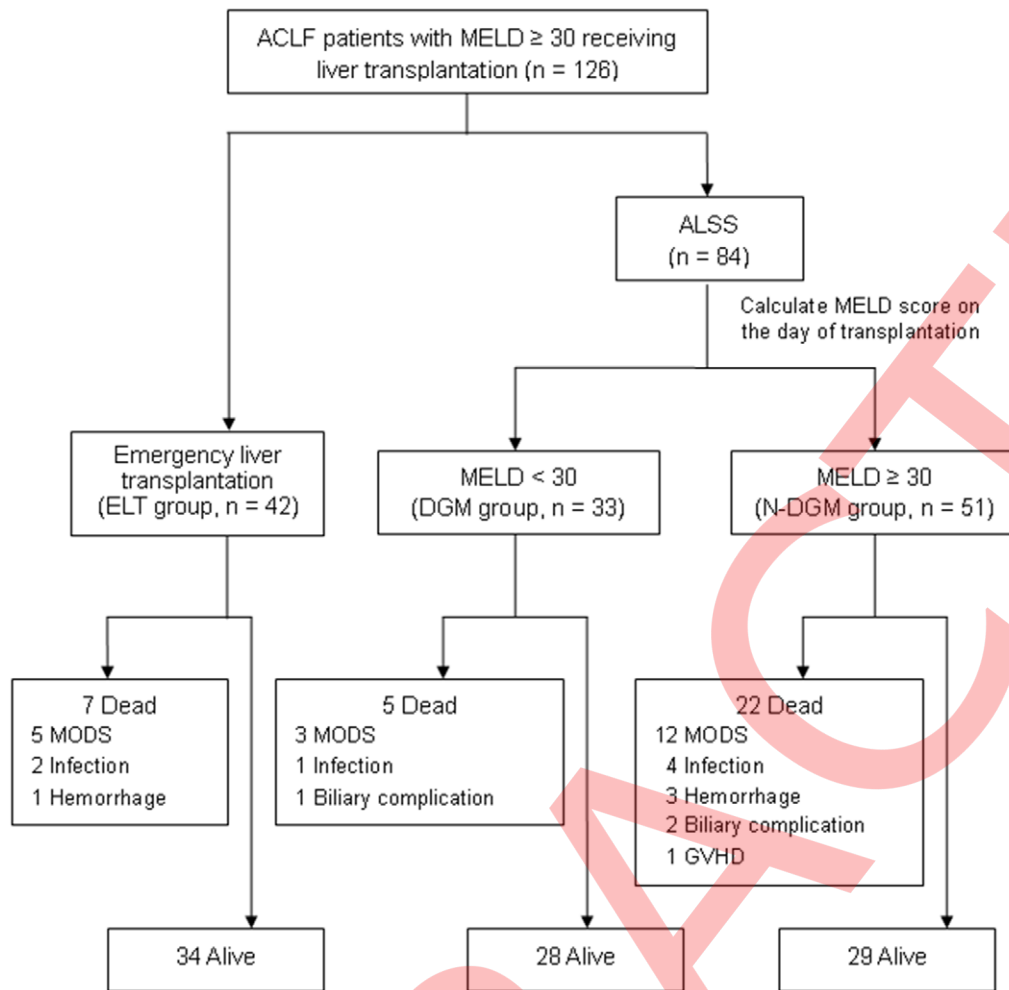 ACLF patients with MELD ≥ 30 receiving
liver transplantation (n = 126)
ALSS
(n = 84)
Calculate MELD score on
the day of transplantation
Emergency liver
transplantation
(ELT group, n = 42)
MELD < 30
(DGM group, n = 33)
MELD ≥ 30
(N-DGM group, n = 51)
7 Dead
5 MODS
2 Infection
1 Hemorrhage
5 Dead
3 MODS
1 Infection
1 Biliary complication
22 Dead
12 MODS
4 Infection
3 Hemorrhage
2 Biliary complication
1 GVHD
34 Alive
28 Alive
29 Alive
ACT